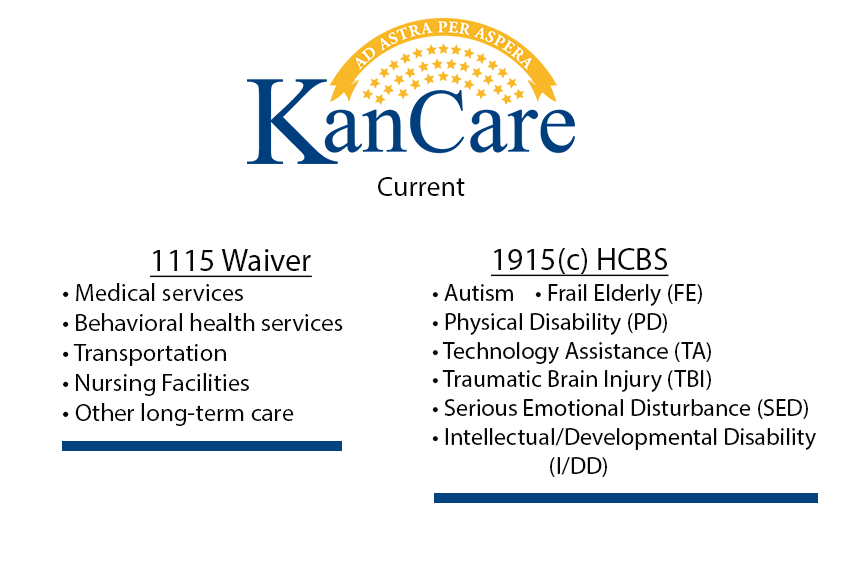 AD ASTRA PER ASPERA
KanCare
Current
1115 Waiver
• Medical services
• Behavioral health services
• Transportation
• Nursing Facilities
• Other long-term care
1915(c) HCBS
• Autism • Frail Elderly (FE)
• Physical Disability (PD)
• Technology Assistance (TA)
• Traumatic Brain Injury (TBI)
• Serious Emotional Disturbance (SED)
• Intellectual/Developmental Disability
(I/DD)